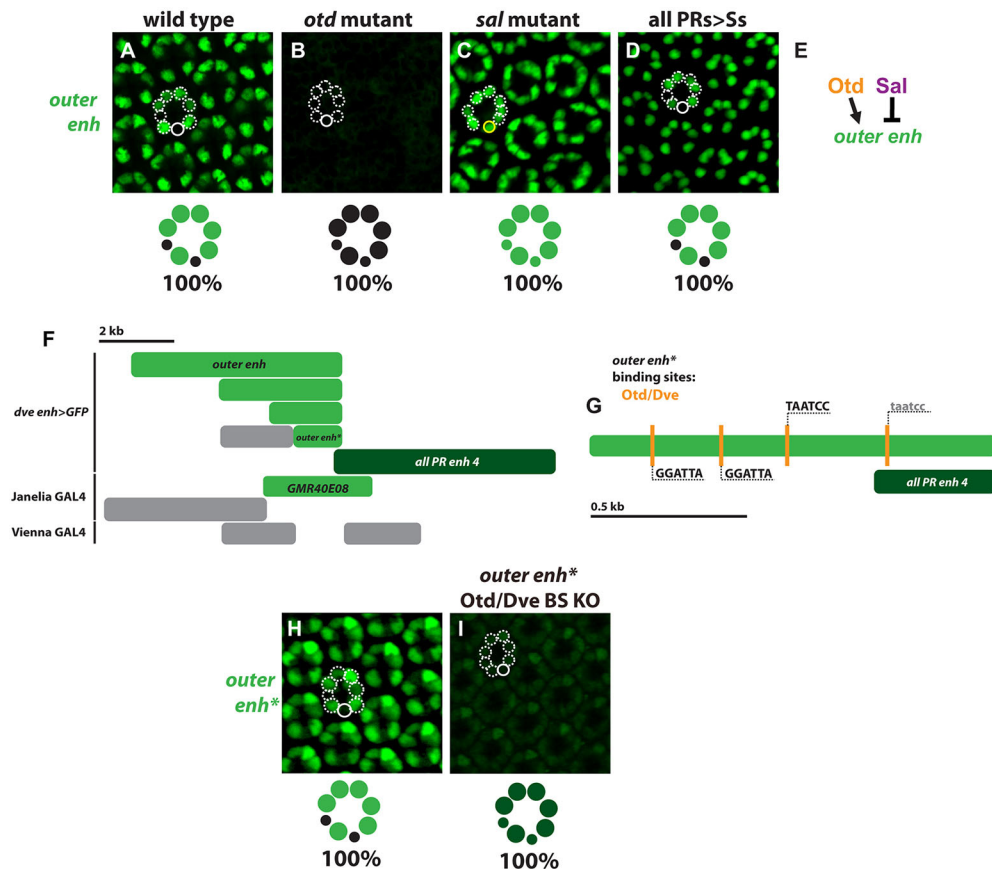 wild type
otd mutant
sal mutant
all PRs>Ss
A
B
C
D
E
outer
enh
Otd
Sal
outer enh
100%
100%
100%
100%
F
2 kb
dve enh>GFP
outer enh
outer enh*
all PR enh 4
Janelia GAL4
GMR40E08
Vienna GAL4
outer enh*
binding sites:
Otd/Dve
G
TAATCC
taatcc
GGATTA
GGATTA
all PR enh 4
0.5 kb
outer enh*
Otd/Dve BS KO
H
I
outer
enh*
100%
100%